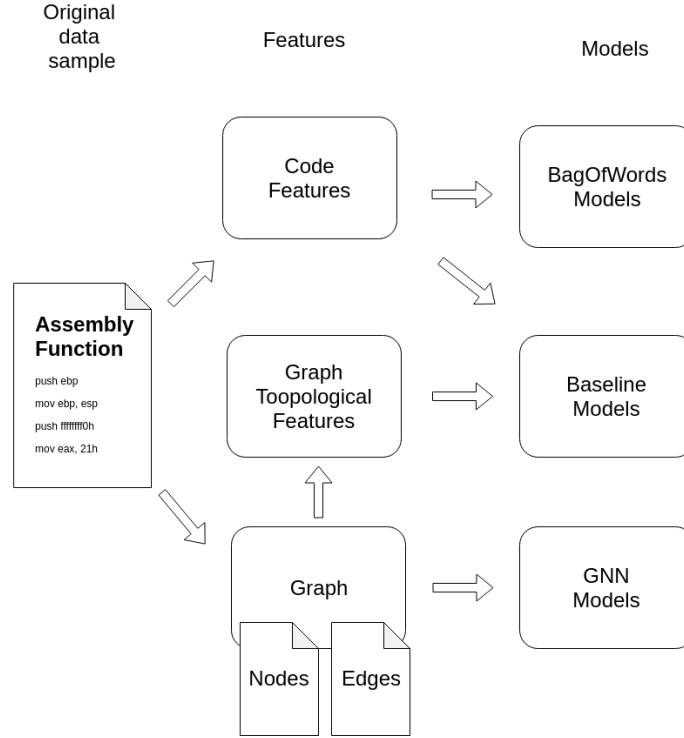 Original
data
sample
Features
Models
Code
Features
BagOfWords
Models
Assembly
Function
push ebp
mov ebp, esp
push ffffffff0h
mov eax, 21h
Graph
Toopological
Features
Baseline
Models
Graph
Nodes
Edges
GNN
Models